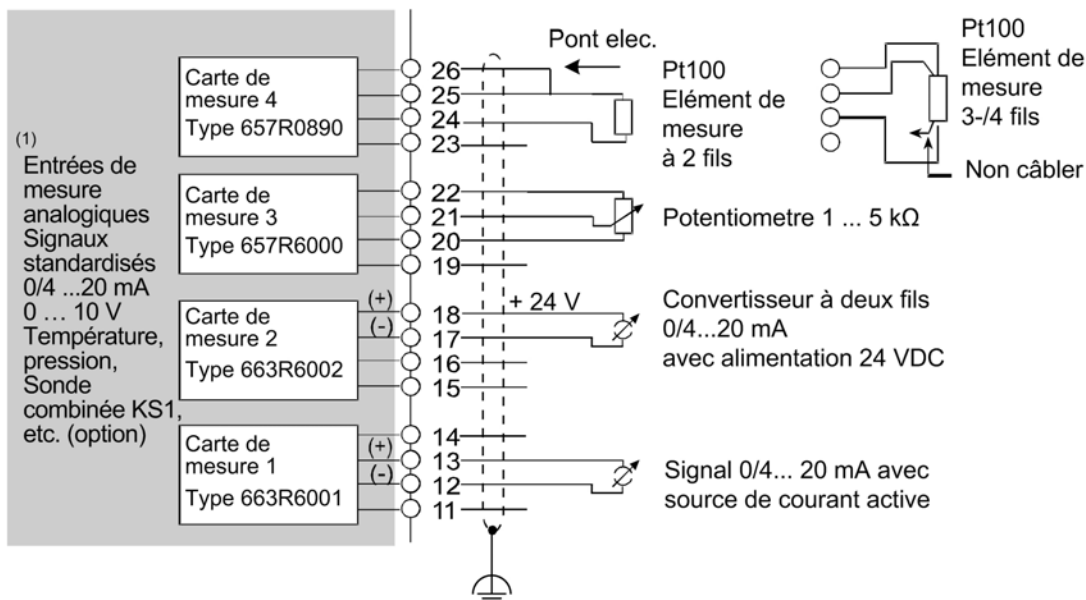 (1)
Entrées de
mesure
analogiques
Signaux
standardisés
0/4 ...20 mA
0 ... 10 V
Température,
pression,
Sonde
combinée KS1,
etc. (option)
Carte de
mesure 4
Type 657R0890
26
25
24
23
Pont elec.
Pt100
Elément de
mesure
à 2 fils
Pt100
Elément de
mesure
3-/4 fils
Non câbler
Carte de
mesure 3
Type 657R6000
22
21
20
19
Potentiometre 1 ... 5 kΩ
Carte de
mesure 2
Type 663R6002
(+)
(-)
18
17
16
15
+ 24 V
Convertisseur à deux fils
0/4...20 mA
avec alimentation 24 VDC
Carte de
mesure 1
Type 663R6001
(+)
(-)
14
13
12
11
Signal 0/4... 20 mA avec
source de courant active